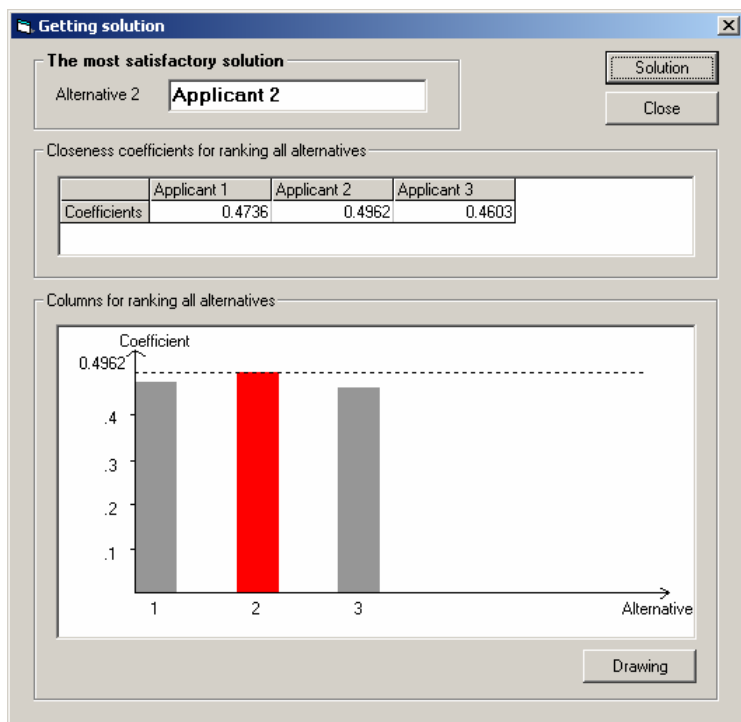 Getting solution
The most satisfactory solution
Alternative 2 Applicant 2
Solution
Close
Closeness coefficients for ranking all alternatives
Applicant 1 Applicant 2 Applicant 3
Coefficients 0.4736 0.4962 0.4603
Columns for ranking all alternatives
Coefficient
0.4962
.4
.3
.2
.1
1 2 3 Alternative
Drawing